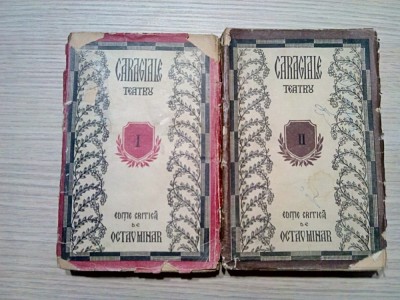 CARAGIALE
TEATRU
I
EDIȚIE CRITICĂ
DE
OCTAV MINAR
CARAGIALE
TEATRU
II
EDIȚIE CRITICĂ
DE
OCTAV MINAR